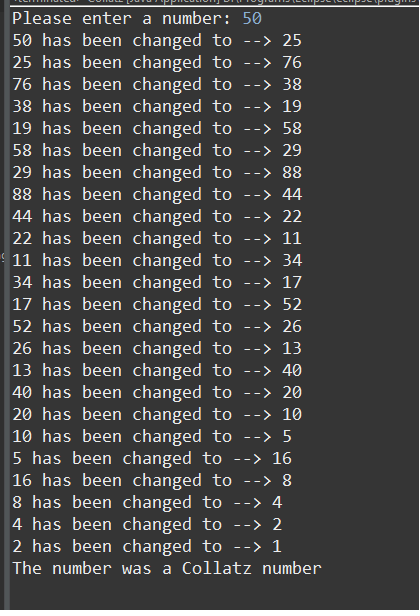 Please enter a number: 50
50 has been changed to --> 25
25 has been changed to --> 76
76 has been changed to --> 38
38 has been changed to --> 19
19 has been changed to --> 58
58 has been changed to --> 29
29 has been changed to --> 88
88 has been changed to --> 44
44 has been changed to --> 22
22 has been changed to --> 11
11 has been changed to --> 34
34 has been changed to --> 17
17 has been changed to --> 52
52 has been changed to --> 26
26 has been changed to --> 13
13 has been changed to --> 40
40 has been changed to --> 20
20 has been changed to --> 10
10 has been changed to --> 5
5 has been changed to --> 16
16 has been changed to --> 8
8 has been changed to --> 4
4 has been changed to --> 2
2 has been changed to --> 1
The number was a Collatz number